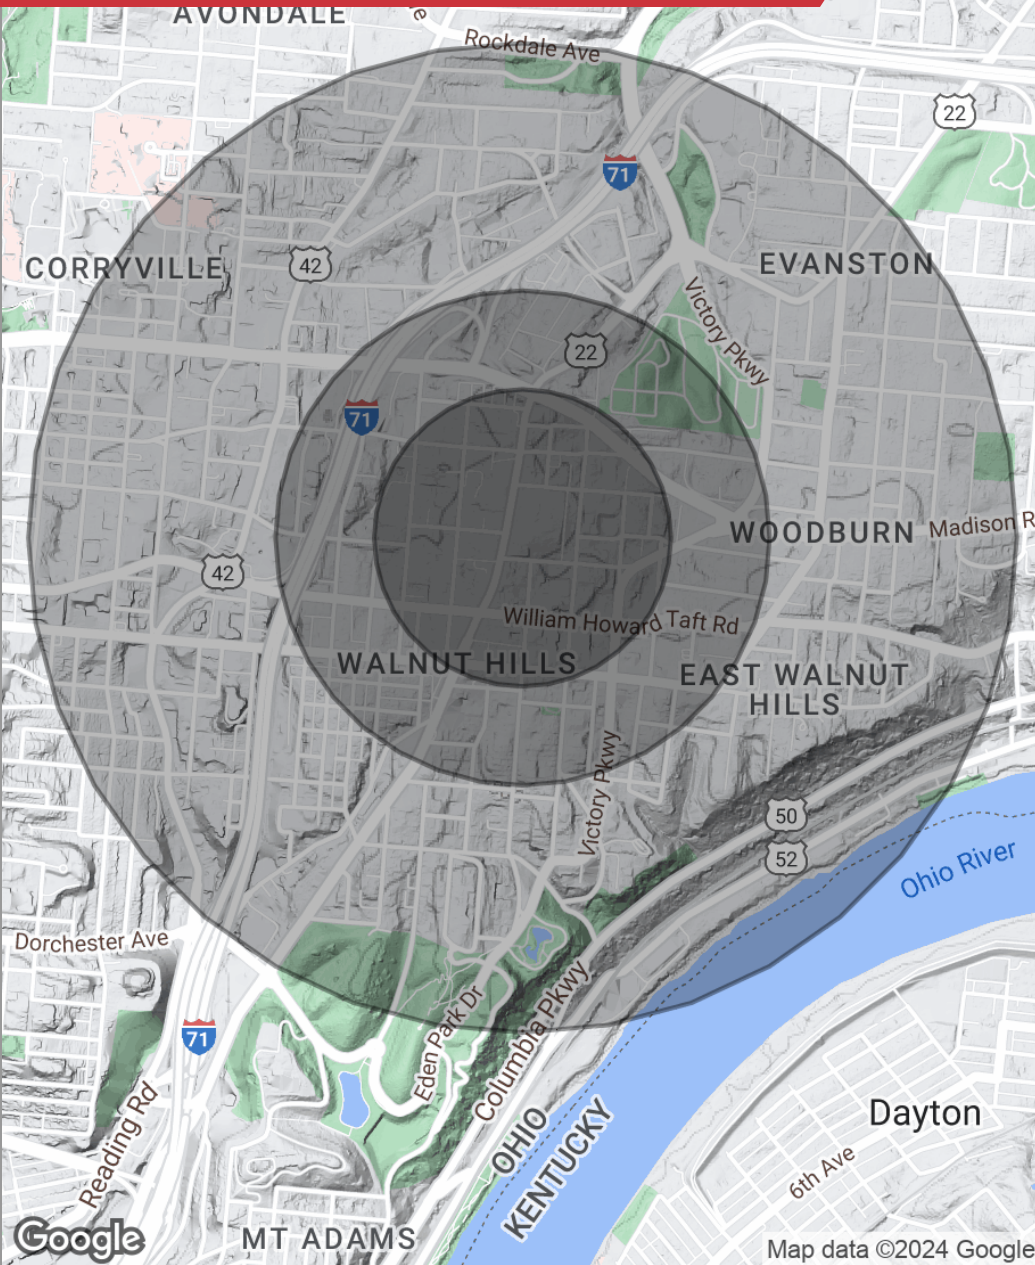 AVONDALE
Rockdale Ave
22
71
CORRYVILLE
42
EVANSTON
Victory Pkwy
22
71
WOODBURN
Madison R
42
William Howard Taft Rd
WALNUT HILLS
EAST WALNUT
HILLS
Victory Pkwy
50
52
Ohio River
Dorchester Ave
71
Eden Park Dr
Columbia Pkwy
Reading Rd
OHIO
KENTUCKY
Dayton
6th Ave
MT ADAMS
Google
Map data ©2024 Google